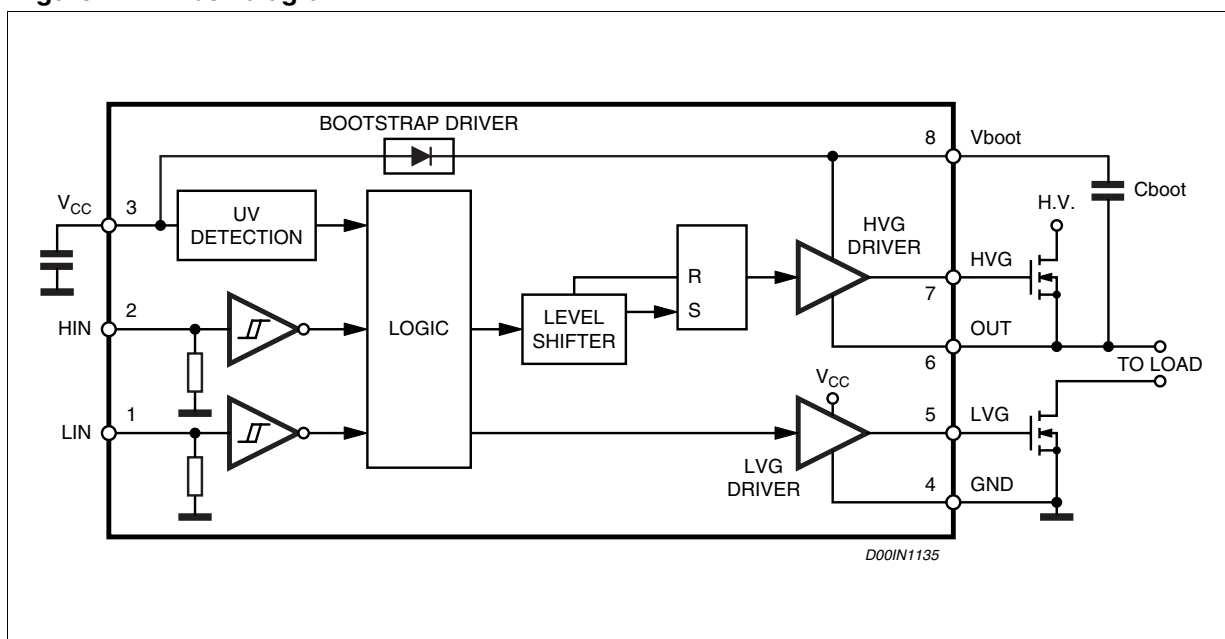 BOOTSTRAP DRIVER
8
Vboot
VCC
3
UV
DETECTION
H.V.
Cboot
HVG
DRIVER
HVG
R
S
7
2
HIN
LOGIC
LEVEL
SHIFTER
OUT
6
TO LOAD
VCC
1
LIN
5
LVG
LVG
DRIVER
4
GND
D00IN1135